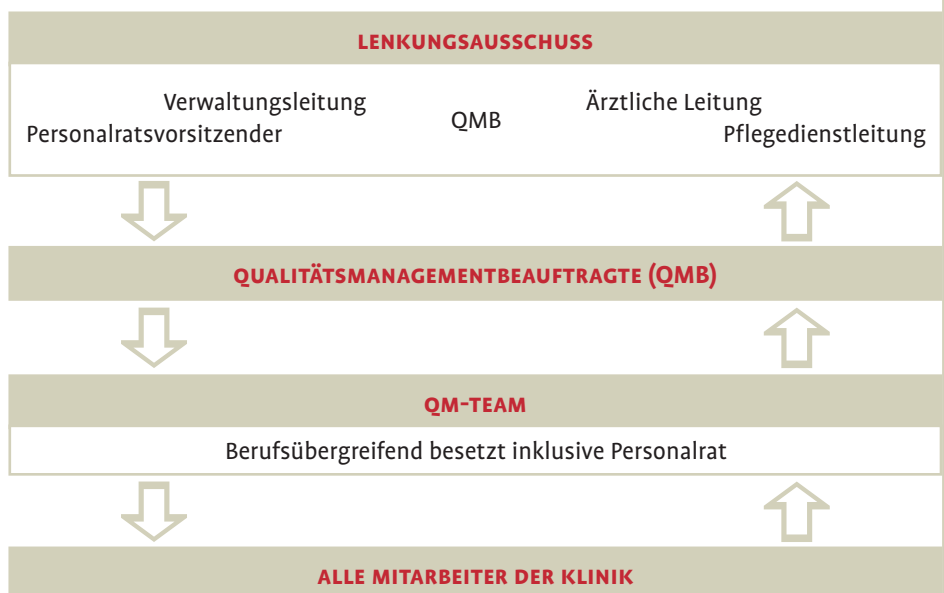 LENKUNGSAUSSCHUSS
Verwaltungsleitung
Personalratsvorsitzender
QMB
Ärztliche Leitung
Pflegedienstleitung
QUALITÄTSMANAGEMENTBEAUFTRAGTE (QMB)
QM-TEAM
Berufsübergreifend besetzt inklusive Personalrat
ALLE MITARBEITER DER KLINIK